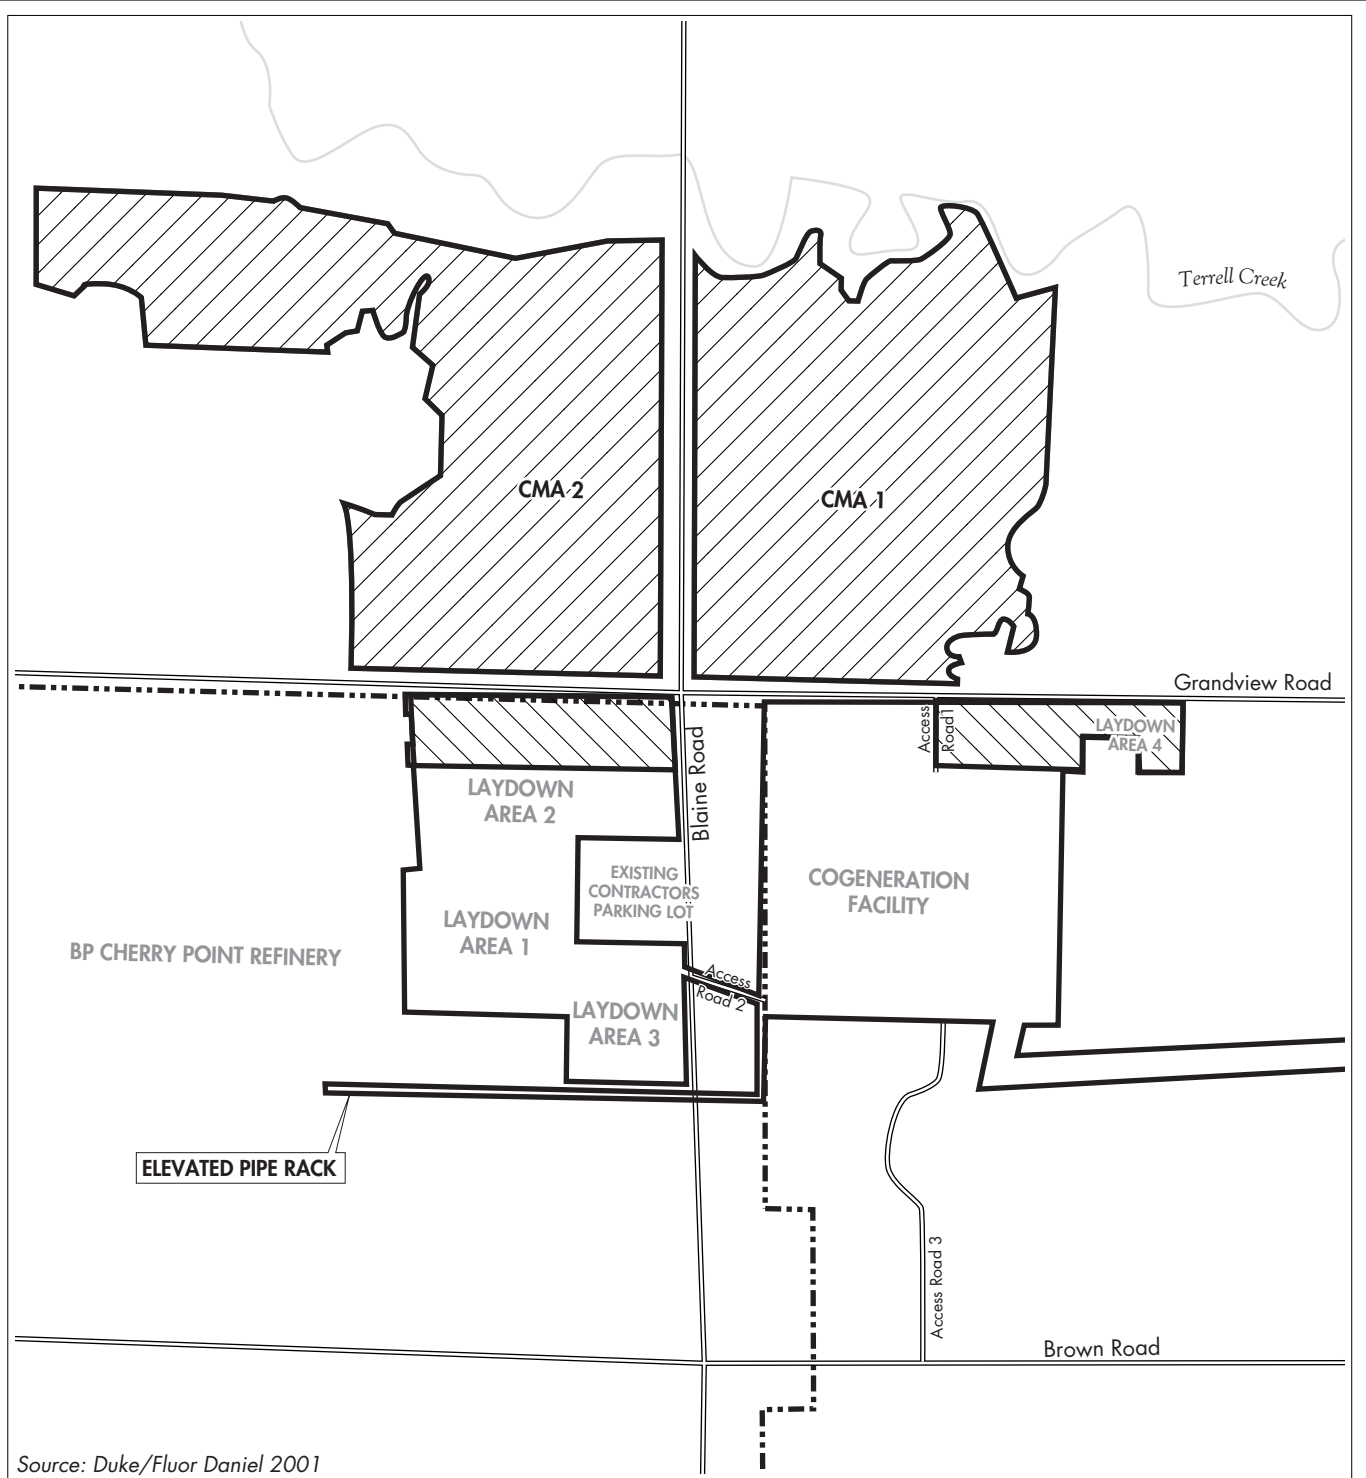 Terrell Creek
CMA 2
CMA 1
Grandview Road
Access
Road 1
LAYDOWN
AREA 4
Blaine Road
LAYDOWN
AREA 2
EXISTING
CONTRACTORS
PARKING LOT
COGENERATION
FACILITY
LAYDOWN
AREA 1
BP CHERRY POINT REFINERY
Access
Road 2
LAYDOWN
AREA 3
ELEVATED PIPE RACK
Access Road 3
Brown Road
Source: Duke/Fluor Daniel 2001